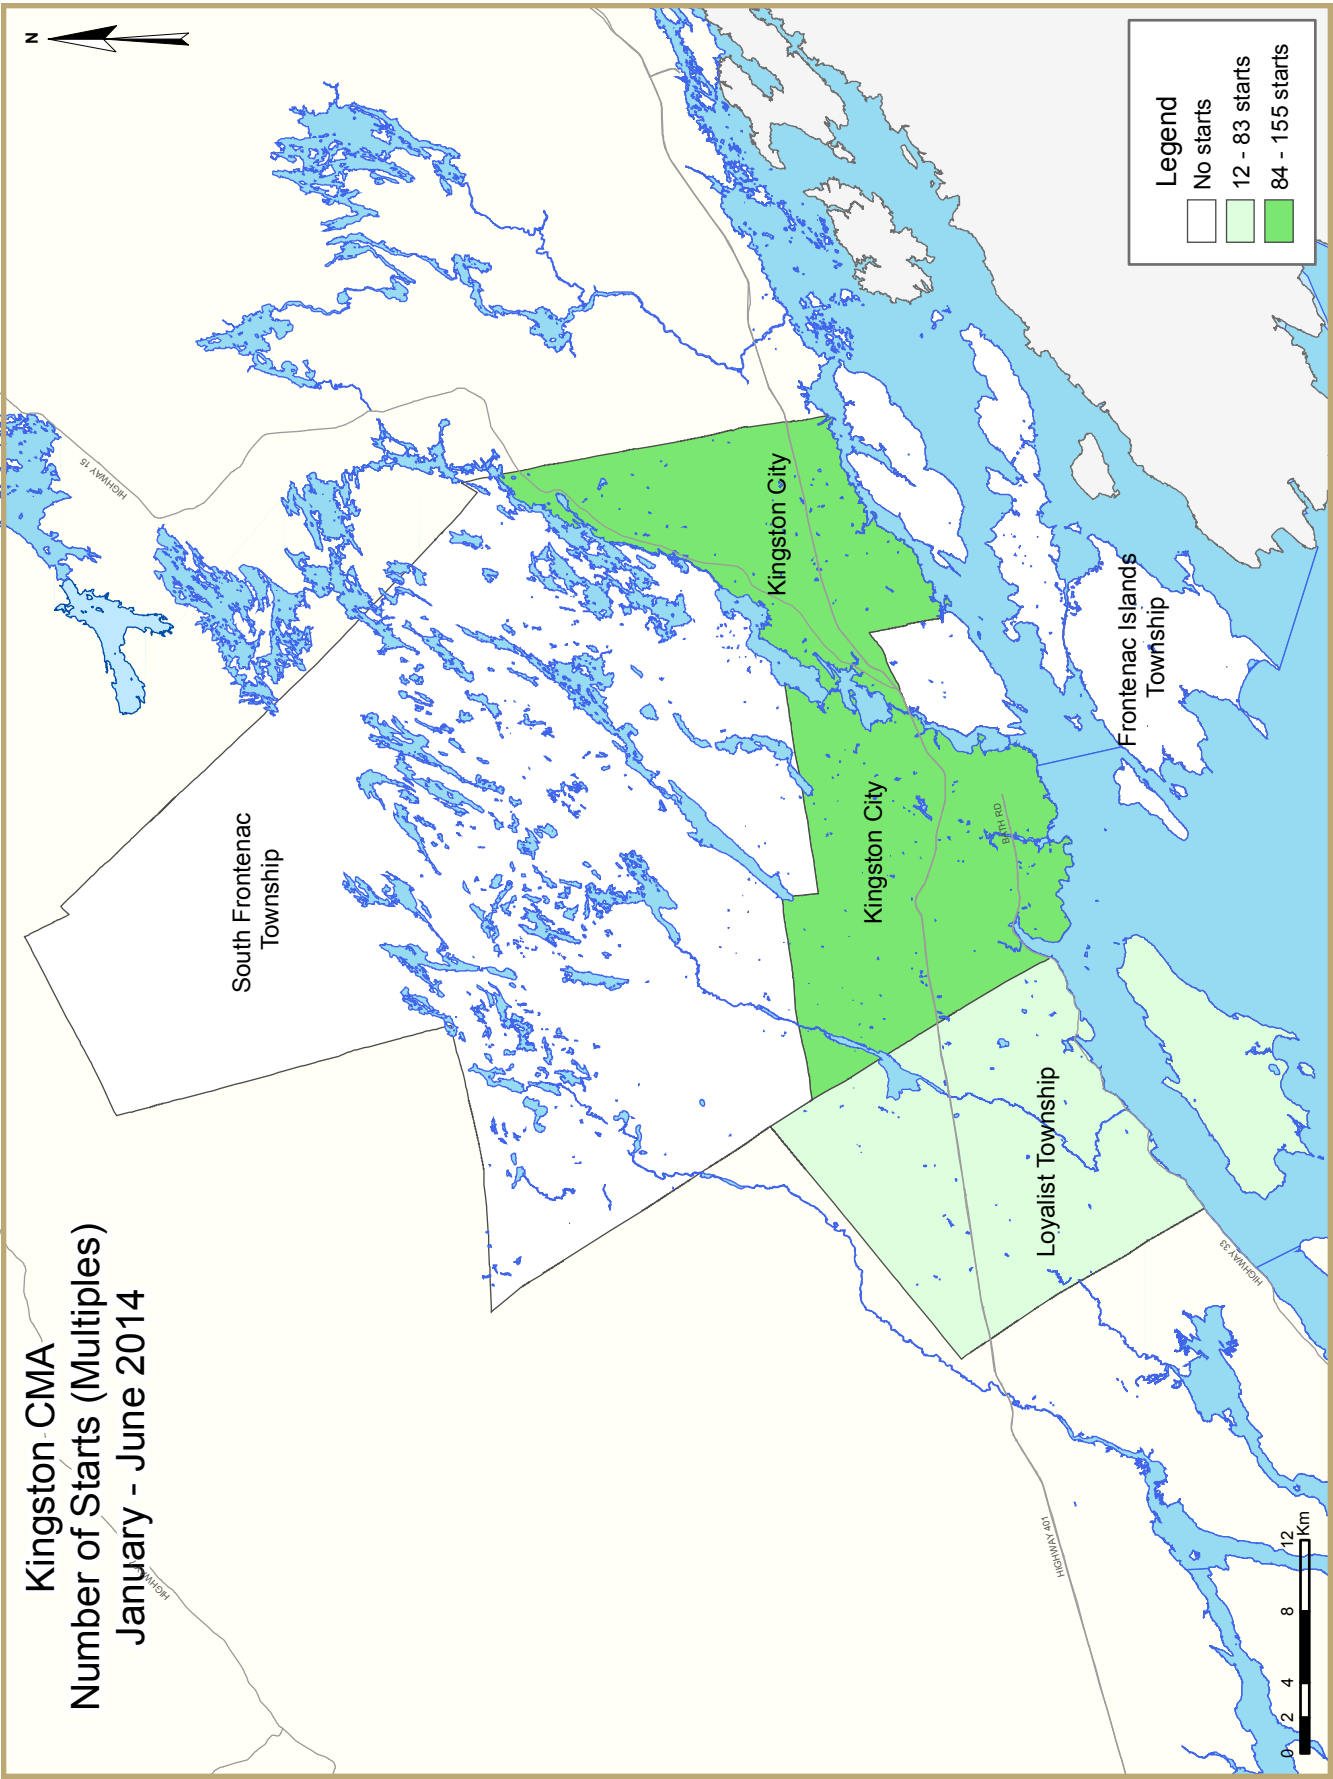 Kingston CMA
Number of Starts (Multiples)
January - June 2014
N
HIGHWAY 15
South Frontenac
Township
Kingston City
Kingston City
BATH RD
Frontenac Islands
Township
Loyalist Township
HIGHWAY 33
HIGHWAY 401
HIGHWAY
Legend
No starts
12 - 83 starts
84 - 155 starts
0 2 4 8 12
Km